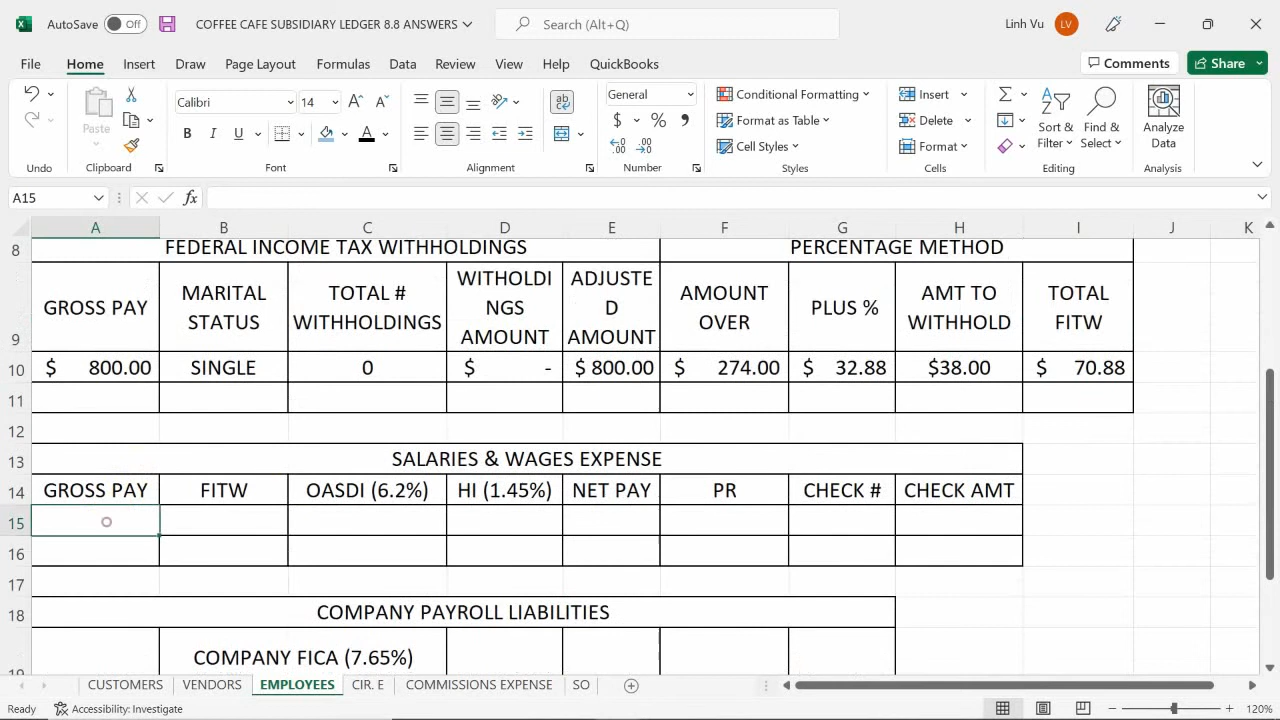 AutoSave Off COFFEE CAFE SUBSIDIARY LEDGER 8.8 ANSWERS Search (Alt+Q) Linh Vu LV
File Home Insert Draw Page Layout Formulas Data Review View Help QuickBooks Comments Share
Paste Calibri 14 General Conditional Formatting Insert
B I U A $ % Format as Table Delete Sort & Filter Find & Select Analyze Data
Cell Styles Format
Undo Clipboard Font Alignment Number Styles Cells Editing Analysis
A15 fx
A B C D E F G H I J K
8 FEDERAL INCOME TAX WITHHOLDINGS PERCENTAGE METHOD
9 GROSS PAY MARITAL STATUS TOTAL # WITHHOLDINGS WITHOLDI NGS AMOUNT ADJUSTE D AMOUNT AMOUNT OVER PLUS % AMT TO WITHHOLD TOTAL FITW
10 $ 800.00 SINGLE 0 $ - $ 800.00 $ 274.00 $ 32.88 $38.00 $ 70.88
11
12
13 SALARIES & WAGES EXPENSE
14 GROSS PAY FITW OASDI (6.2%) HI (1.45%) NET PAY PR CHECK # CHECK AMT
15
16
17
18 COMPANY PAYROLL LIABILITIES
19 COMPANY FICA (7.65%)
CUSTOMERS VENDORS EMPLOYEES CIR. E COMMISSIONS EXPENSE SO
Ready Accessibility: Investigate 120%